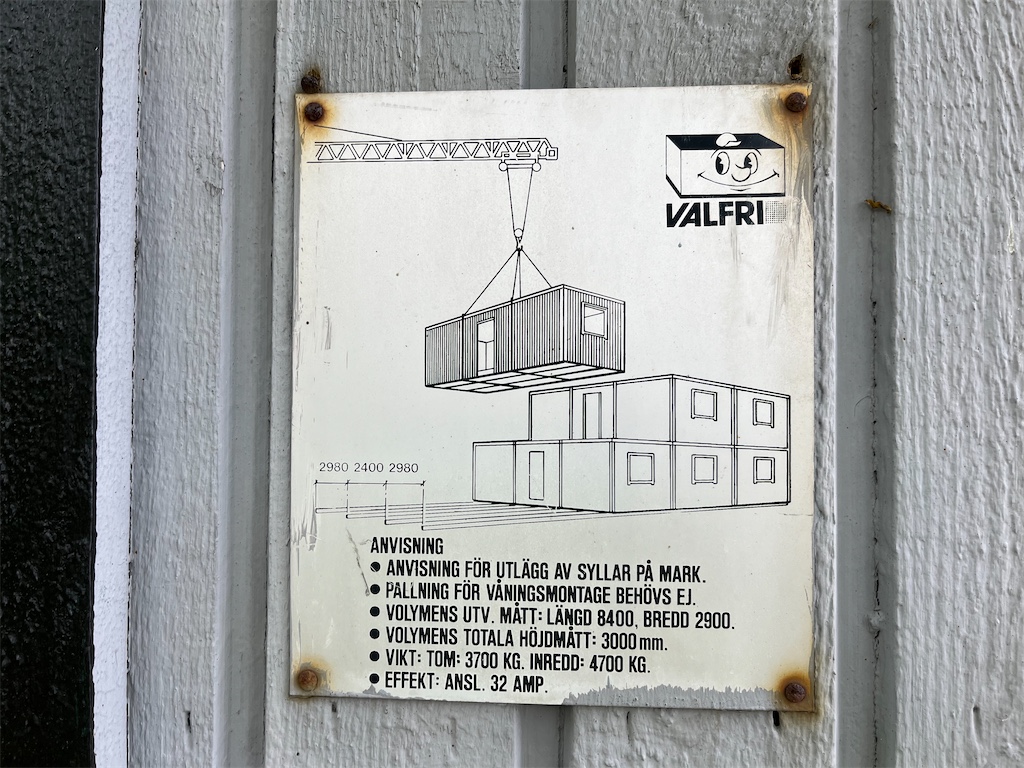 VALFRI
2980 2400 2980
ANVISNING
● ANVISNING FÖR UTLÄGG AV SYLLAR PÅ MARK.
● PALLNING FÖR VÅNINGSMONTAGE BEHÖVS EJ.
● VOLYMENS UTV. MÅTT: LÄNGD 8400, BREDD 2900.
● VOLYMENS TOTALA HÖJDMÅTT: 3000 mm.
● VIKT: TOM: 3700 KG. INREDD: 4700 KG.
● EFFEKT: ANSL. 32 AMP.